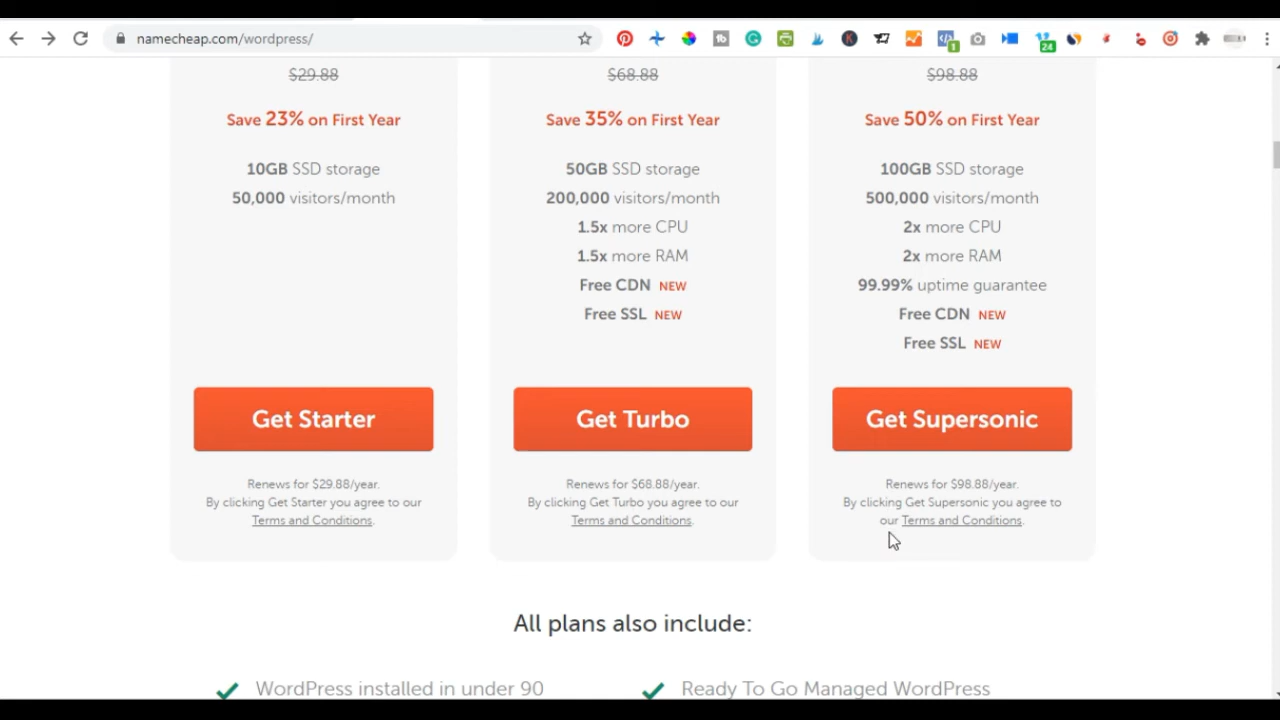 namecheap.com/wordpress/
1
24
$29.88
Save 23% on First Year
10GB SSD storage
50,000 visitors/month
Get Starter
Renews for $29.88/year.
By clicking Get Starter you agree to our
Terms and Conditions.
$68.88
Save 35% on First Year
50GB SSD storage
200,000 visitors/month
1.5x more CPU
1.5x more RAM
Free CDN NEW
Free SSL NEW
Get Turbo
Renews for $68.88/year.
By clicking Get Turbo you agree to our
Terms and Conditions.
$98.88
Save 50% on First Year
100GB SSD storage
500,000 visitors/month
2x more CPU
2x more RAM
99.99% uptime guarantee
Free CDN NEW
Free SSL NEW
Get Supersonic
Renews for $98.88/year.
By clicking Get Supersonic you agree to
our Terms and Conditions.
All plans also include:
WordPress installed in under 90
Ready To Go Managed WordPress